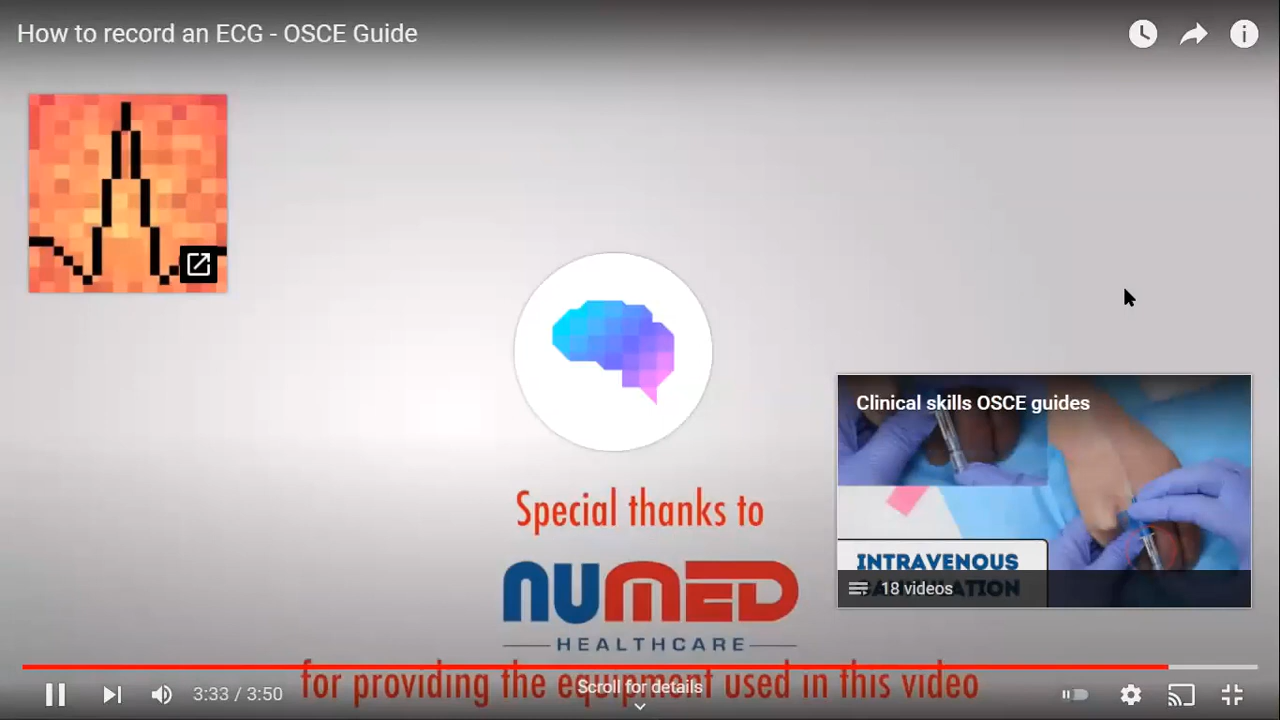 How to record an ECG - OSCE Guide
Clinical skills OSCE guides
INTRAVENOUS
CANNULATION
18 videos
Special thanks to
NUMED
HEALTHCARE
for providing the equipment used in this video
Scroll for details
3:33 / 3:50